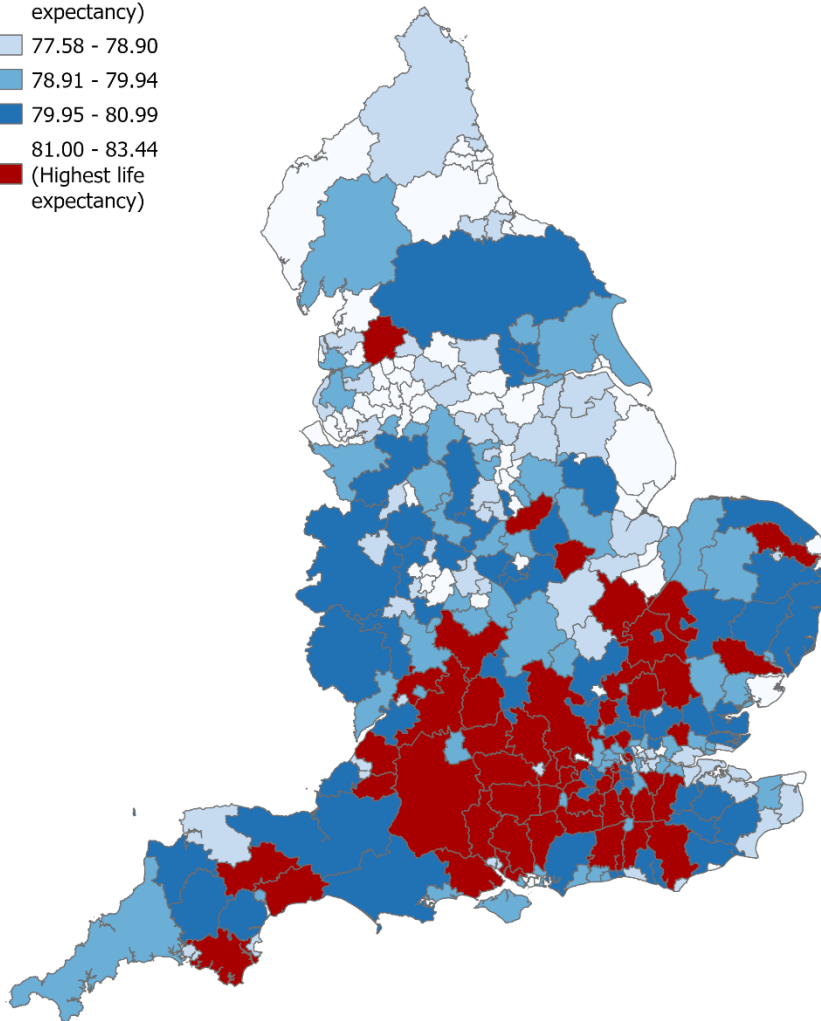 expectancy)
77.58 - 78.90
78.91 - 79.94
79.95 - 80.99
81.00 - 83.44
(Highest life
expectancy)